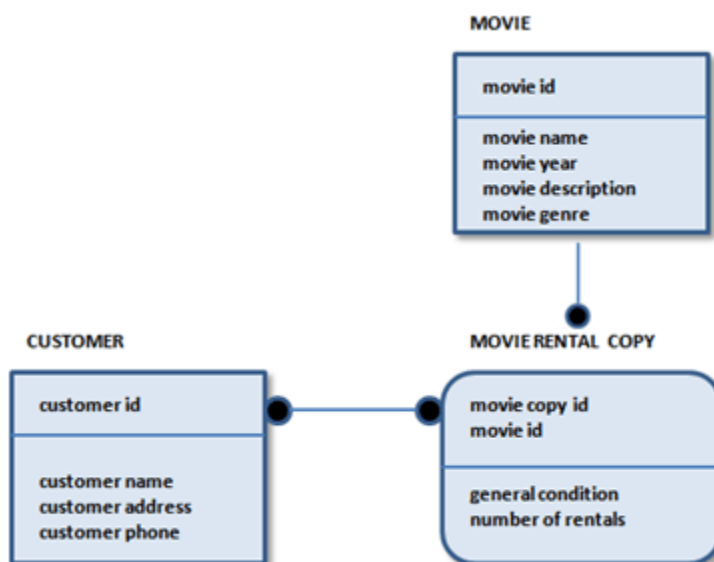 MOVIE
movie id
movie name
movie year
movie description
movie genre
CUSTOMER
customer id
customer name
customer address
customer phone
MOVIE RENTAL COPY
movie copy id
movie id
general condition
number of rentals